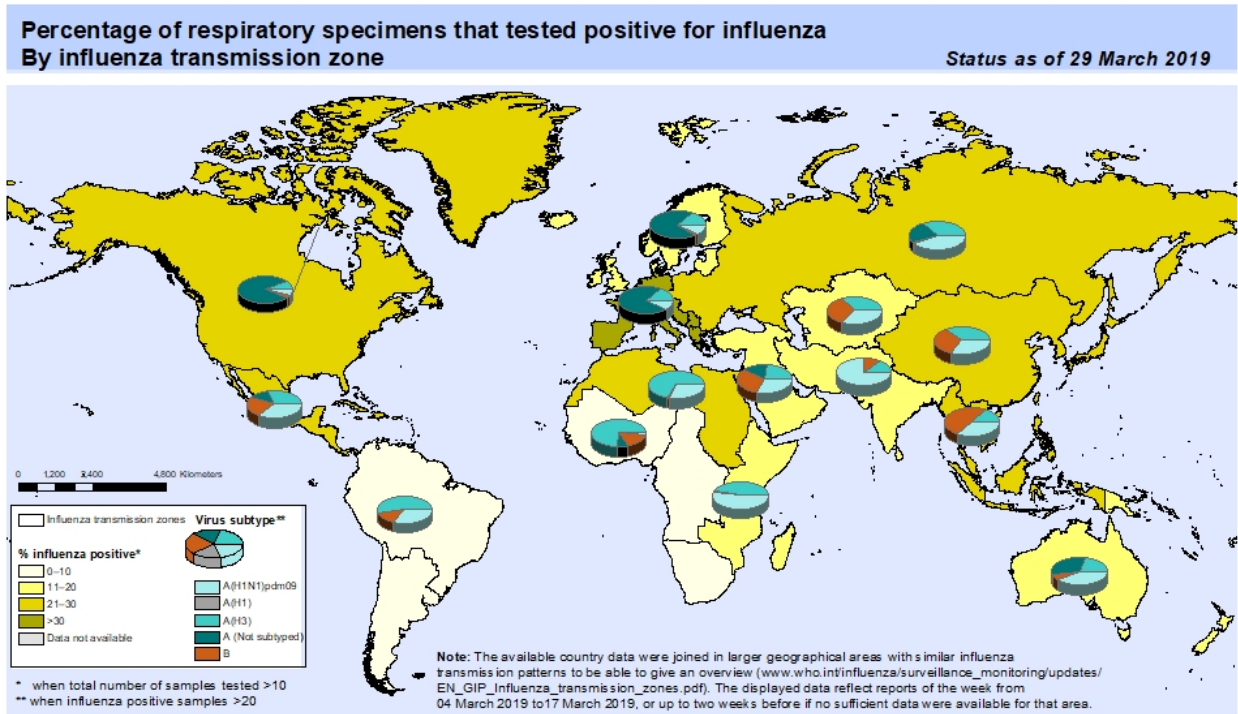 Percentage of respiratory specimens that tested positive for influenza
By influenza transmission zone
Status as of 29 March 2019
0 1,200 2,400 4,800 Kilometers
Influenza transmission zones
Virus subtype**
% influenza positive*
0–10
11–20
21–30
>30
Data not available
A(H1N1)pdm09
A(H1)
A(H3)
A (Not subtyped)
B
* when total number of samples tested >10
** when influenza positive samples >20
Note: The available country data were joined in larger geographical areas with similar influenza
transmission patterns to be able to give an overview (www.who.int/influenza/surveillance_monitoring/updates/
EN_GIP_Influenza_transmission_zones.pdf). The displayed data reflect reports of the week from
04 March 2019 to17 March 2019, or up to two weeks before if no sufficient data were available for that area.